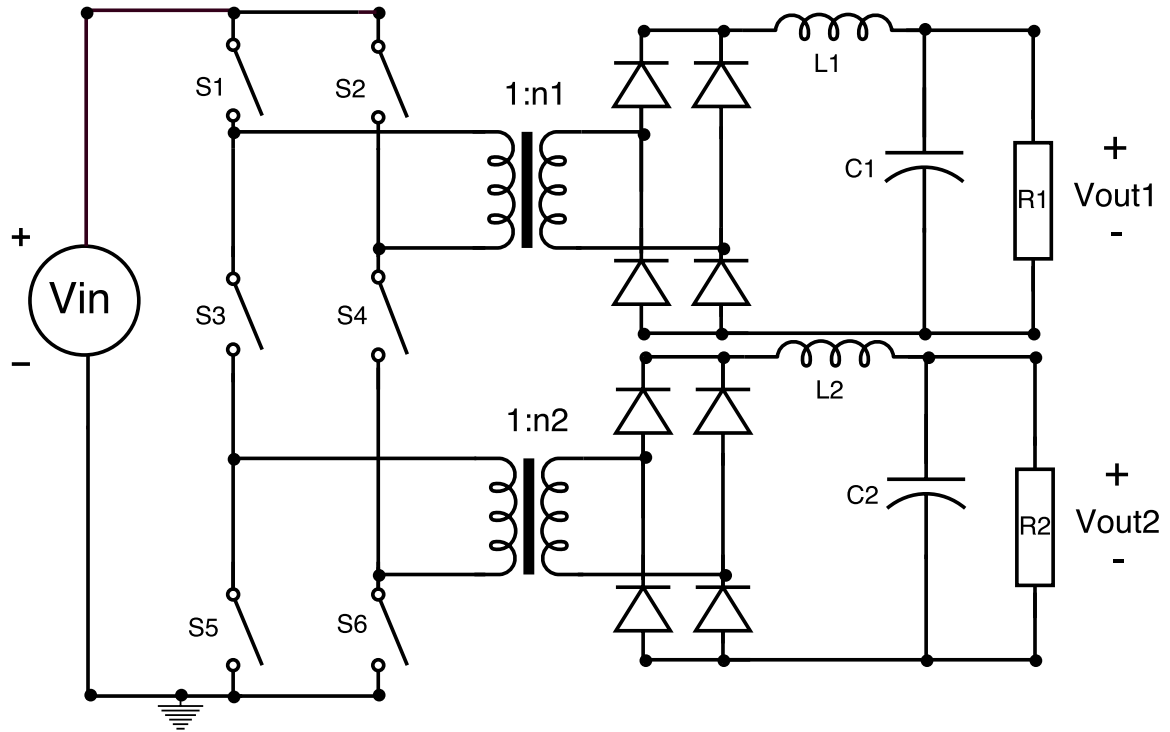 S1
S2
1:n1
L1
C1
R1
+
Vout1
-
+
Vin
–
S3
S4
1:n2
L2
C2
R2
+
Vout2
-
S5
S6